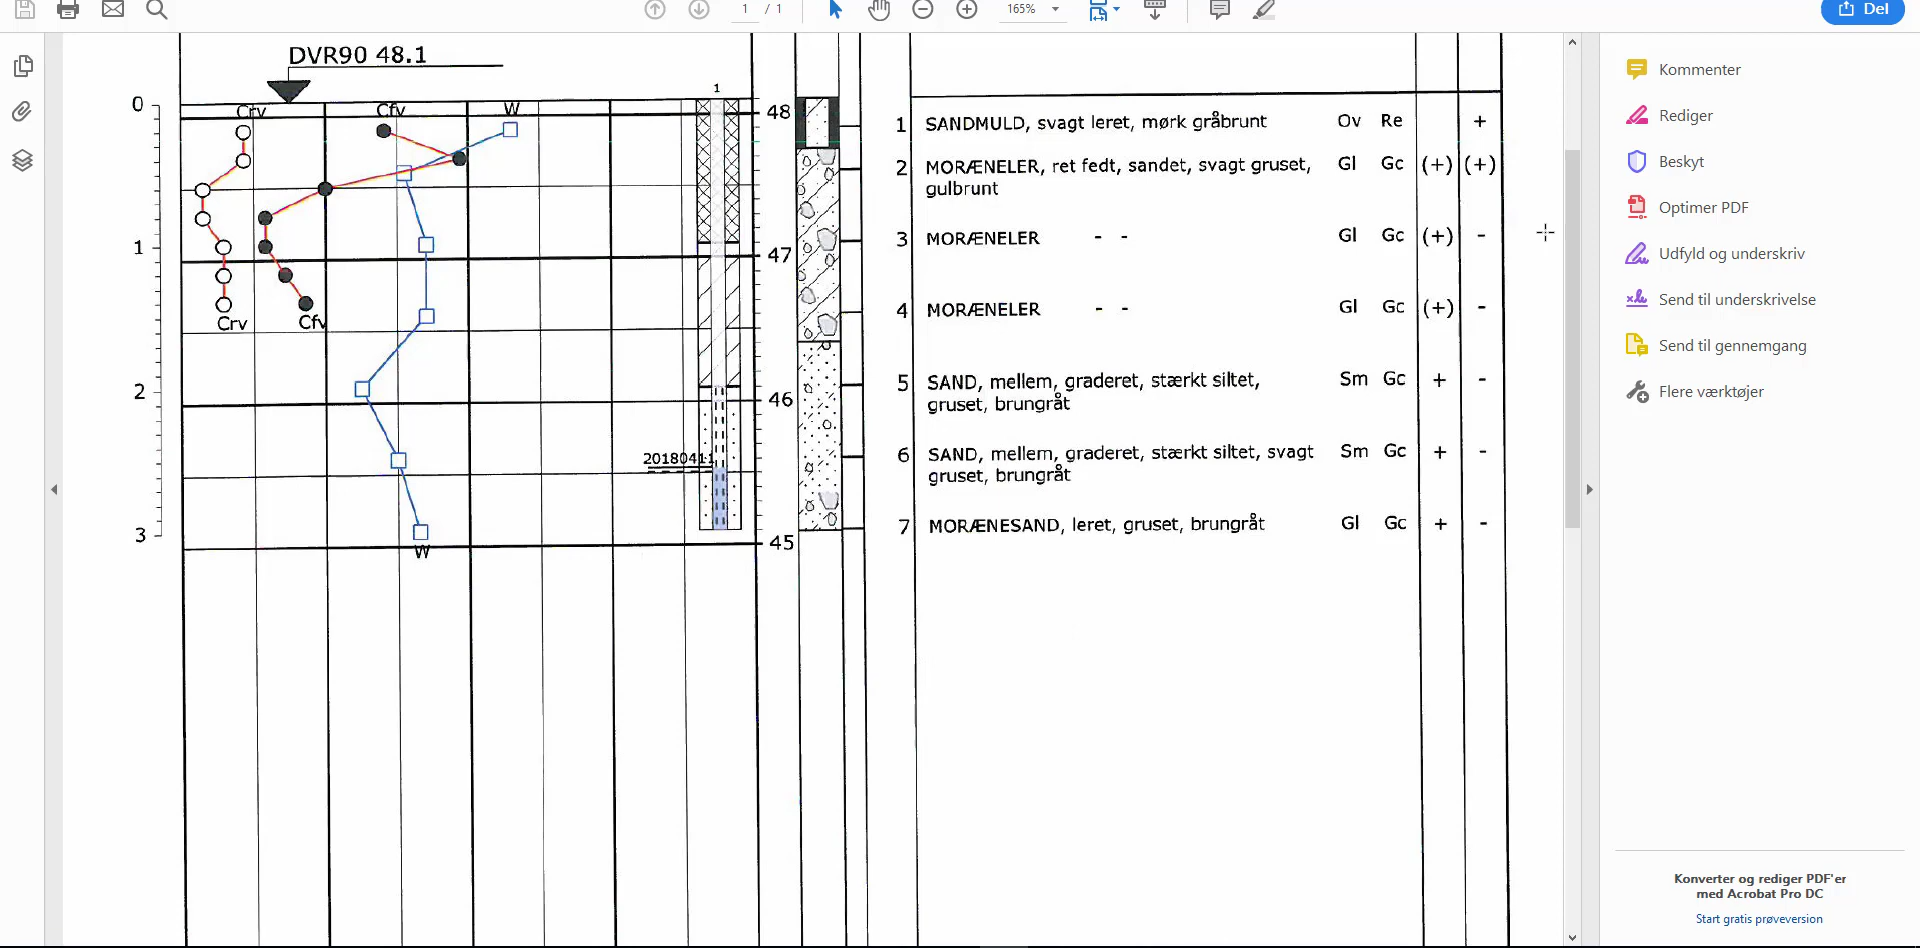 1 / 1
165%
Del
DVR90 48.1
1
0
Crv
Cfv
W
48
1 SANDMULD, svagt leret, mørk gråbrunt Ov Re +
2 MORÆNELER, ret fedt, sandet, svagt gruset, Gl Gc (+) (+)
gulbrunt
1
47
3 MORÆNELER - - Gl Gc (+) -
Crv
Cfv
4 MORÆNELER - - Gl Gc (+) -
2
46
5 SAND, mellem, graderet, stærkt siltet, Sm Gc + -
gruset, brungråt
20180411
6 SAND, mellem, graderet, stærkt siltet, svagt Sm Gc + -
gruset, brungråt
3
45
W
7 MORÆNESAND, leret, gruset, brungråt Gl Gc + -
Kommenter
Rediger
Beskyt
Optimer PDF
Udfyld og underskriv
Send til underskrivelse
Send til gennemgang
Flere værktøjer
Konverter og rediger PDF'er
med Acrobat Pro DC
Start gratis prøveversion